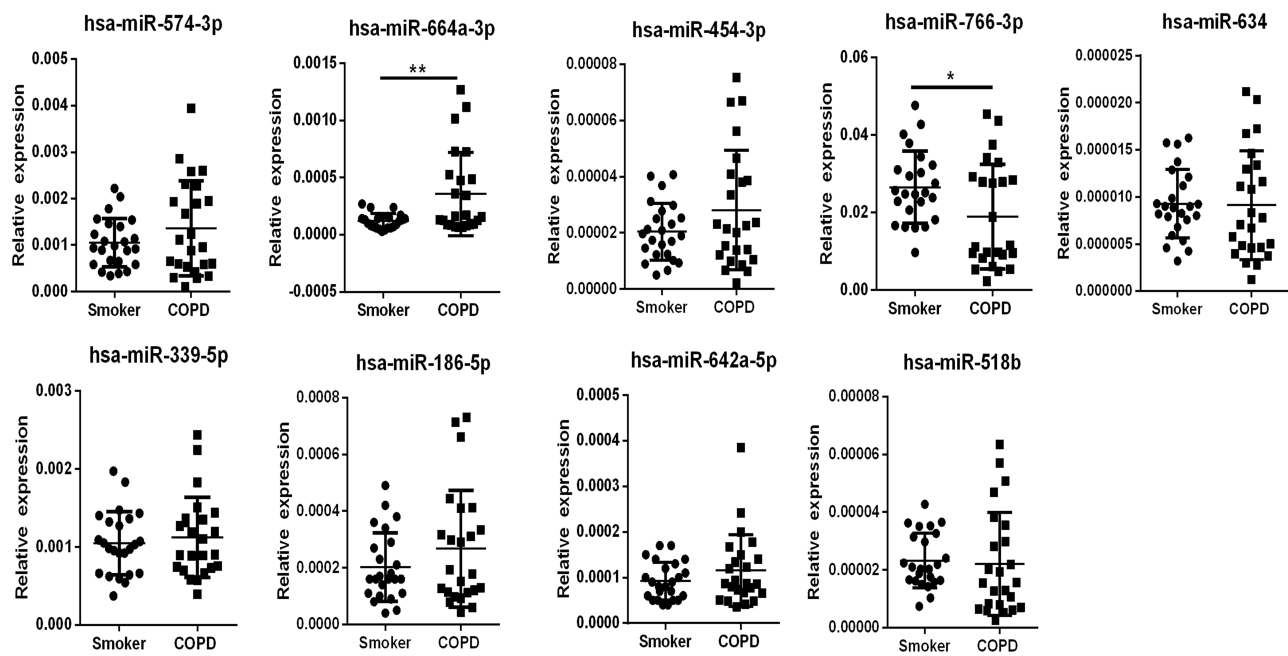 hsa-miR-574-3p
Relative expression
0.005
0.004
0.003
0.002
0.001
0.000
Smoker COPD
hsa-miR-664a-3p
Relative expression
0.0015
0.0010
0.0005
0.0000
-0.0005
**
Smoker COPD
hsa-miR-454-3p
Relative expression
0.00008
0.00006
0.00004
0.00002
0.00000
Smoker COPD
hsa-miR-766-3p
Relative expression
0.06
0.04
0.02
0.00
*
Smoker COPD
hsa-miR-634
Relative expression
0.000025
0.000020
0.000015
0.000010
0.000005
0.000000
Smoker COPD
hsa-miR-339-5p
Relative expression
0.003
0.002
0.001
0.000
Smoker COPD
hsa-miR-186-5p
Relative expression
0.0008
0.0006
0.0004
0.0002
0.0000
Smoker COPD
hsa-miR-642a-5p
Relative expression
0.0005
0.0004
0.0003
0.0002
0.0001
0.0000
Smoker COPD
hsa-miR-518b
Relative expression
0.00008
0.00006
0.00004
0.00002
0.00000
Smoker COPD